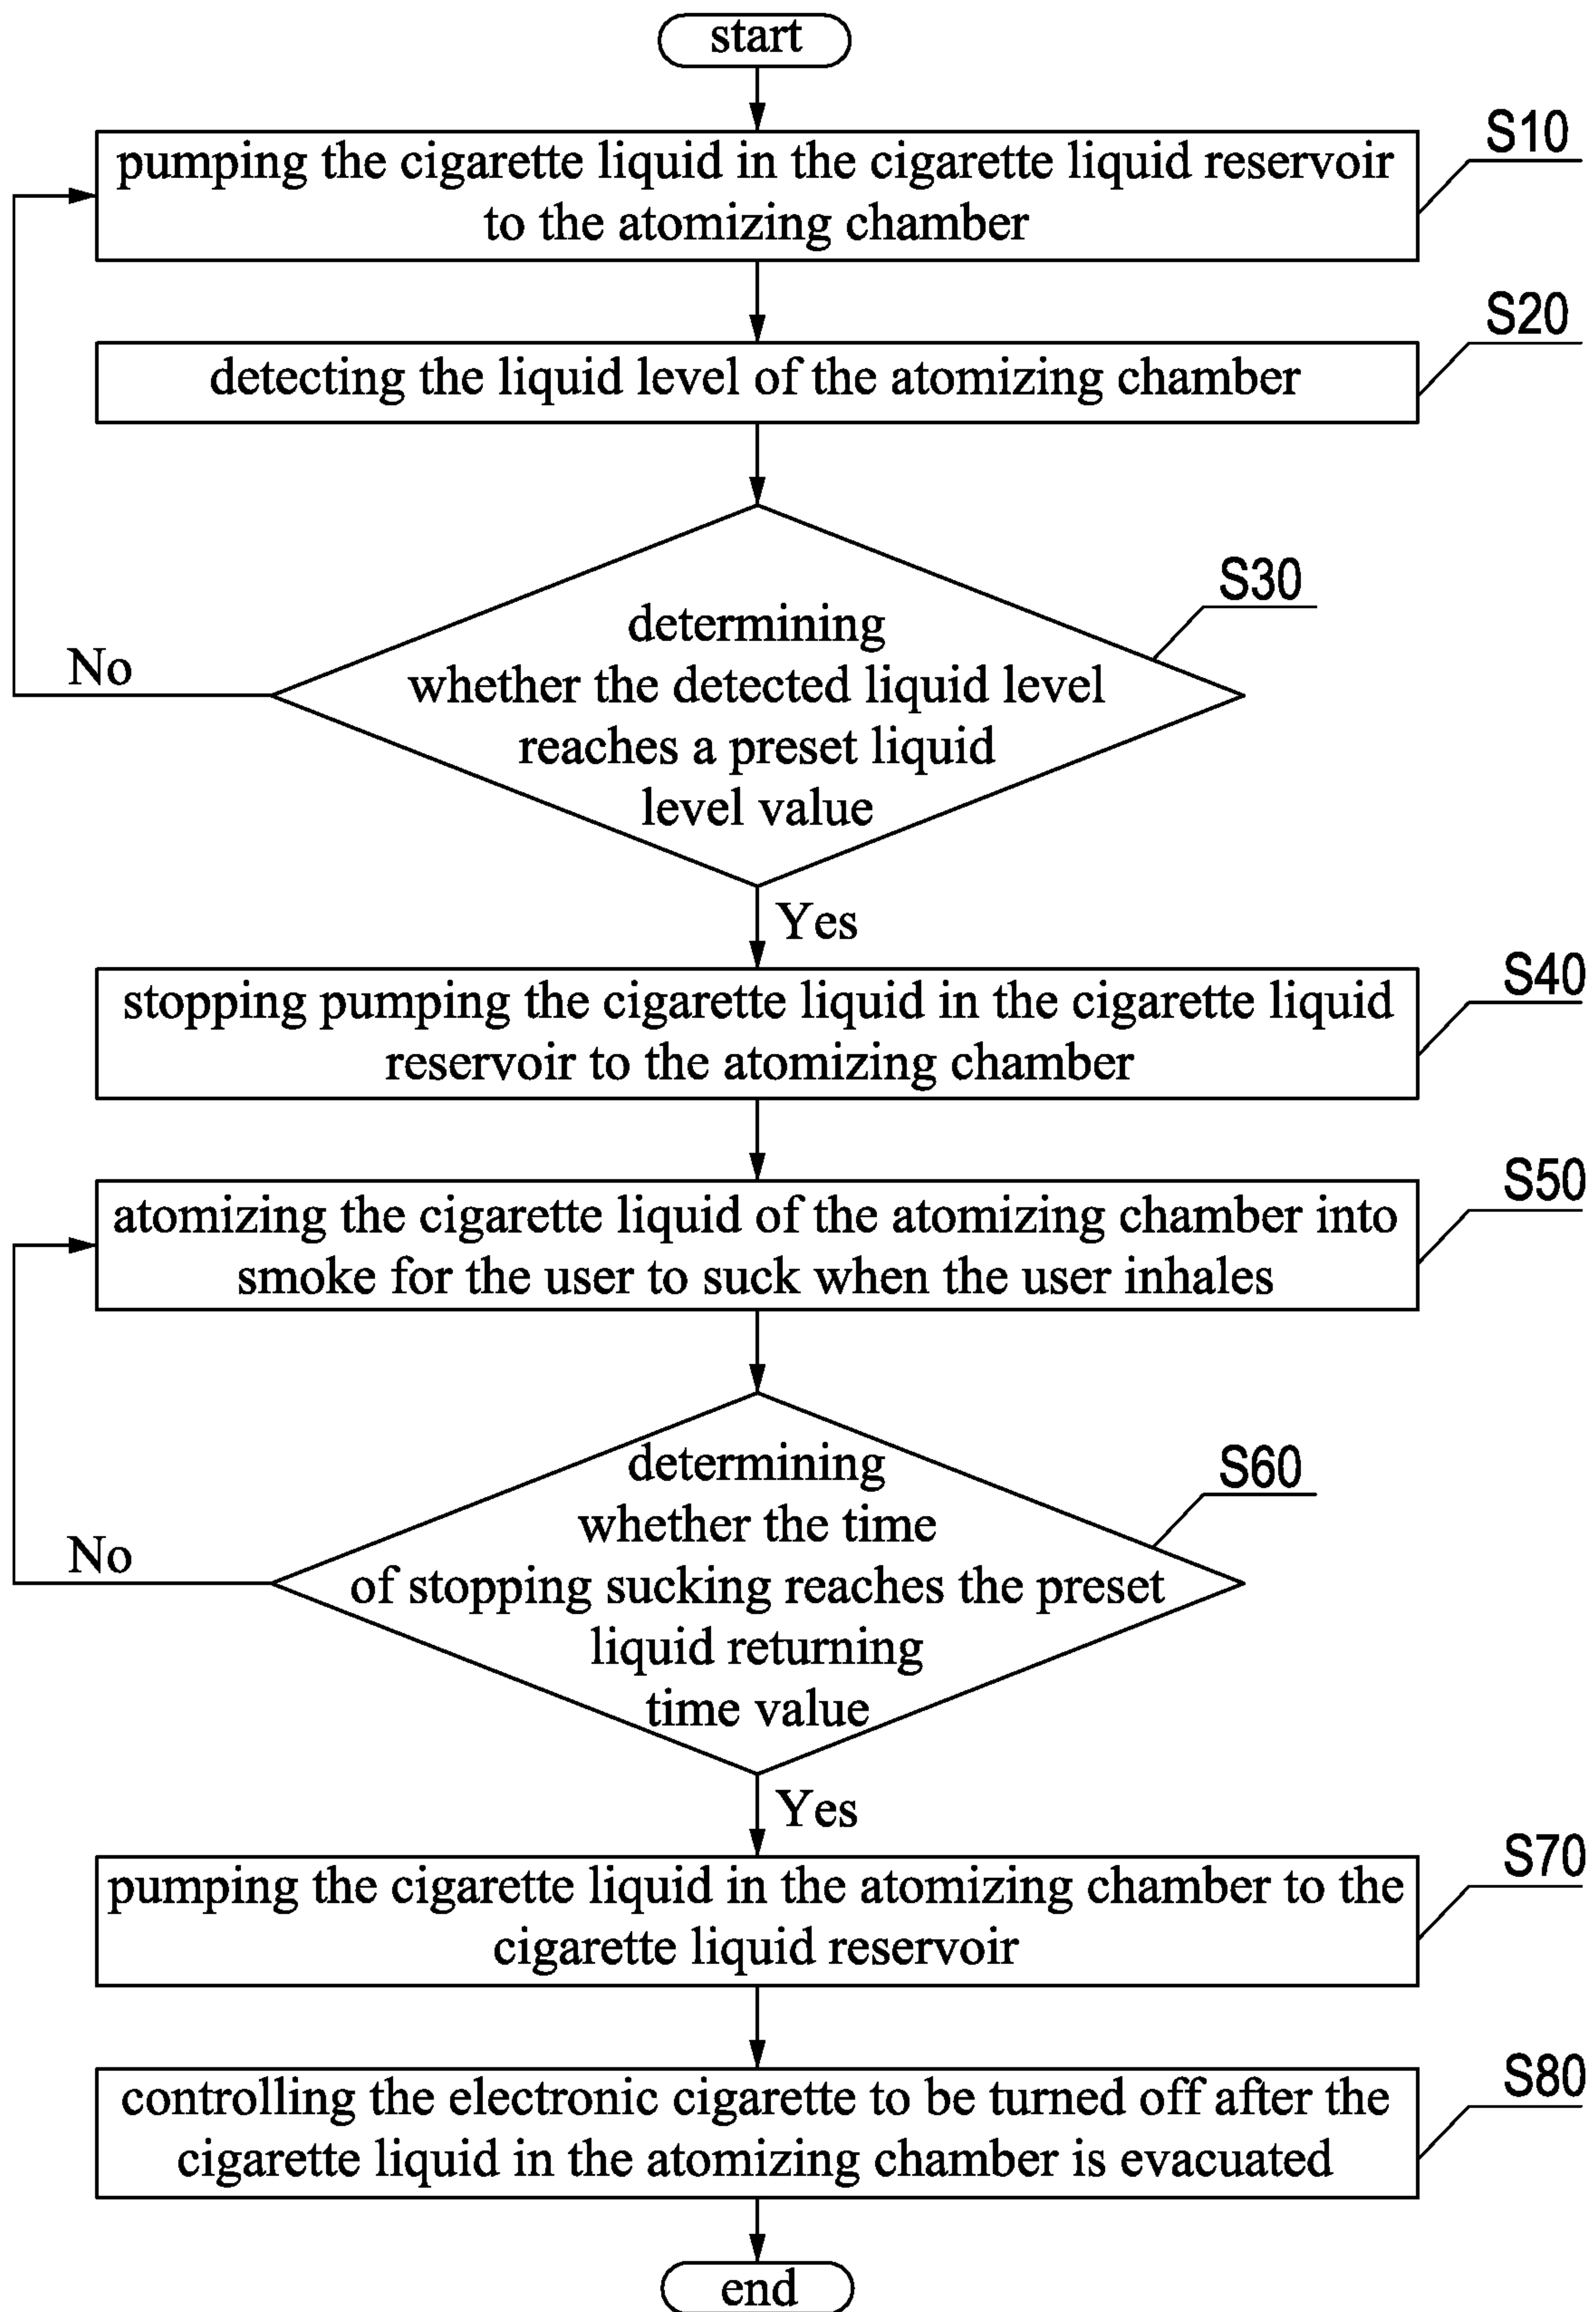 start
S10
pumping the cigarette liquid in the cigarette liquid reservoir
to the atomizing chamber
S20
detecting the liquid level of the atomizing chamber
S30
determining
whether the detected liquid level
reaches a preset liquid
level value
No
Yes
S40
stopping pumping the cigarette liquid in the cigarette liquid
reservoir to the atomizing chamber
S50
atomizing the cigarette liquid of the atomizing chamber into
smoke for the user to suck when the user inhales
S60
determining
whether the time
of stopping sucking reaches the preset
liquid returning
time value
No
Yes
S70
pumping the cigarette liquid in the atomizing chamber to the
cigarette liquid reservoir
S80
controlling the electronic cigarette to be turned off after the
cigarette liquid in the atomizing chamber is evacuated
end